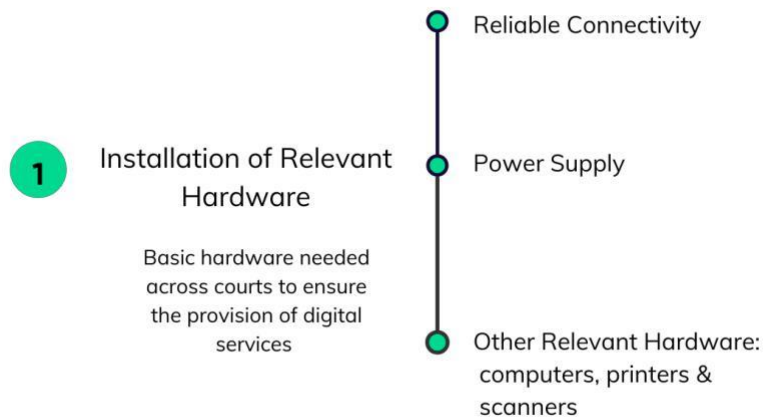 1
Installation of Relevant
Hardware
Basic hardware needed
across courts to ensure
the provision of digital
services
Reliable Connectivity
Power Supply
Other Relevant Hardware:
computers, printers &
scanners